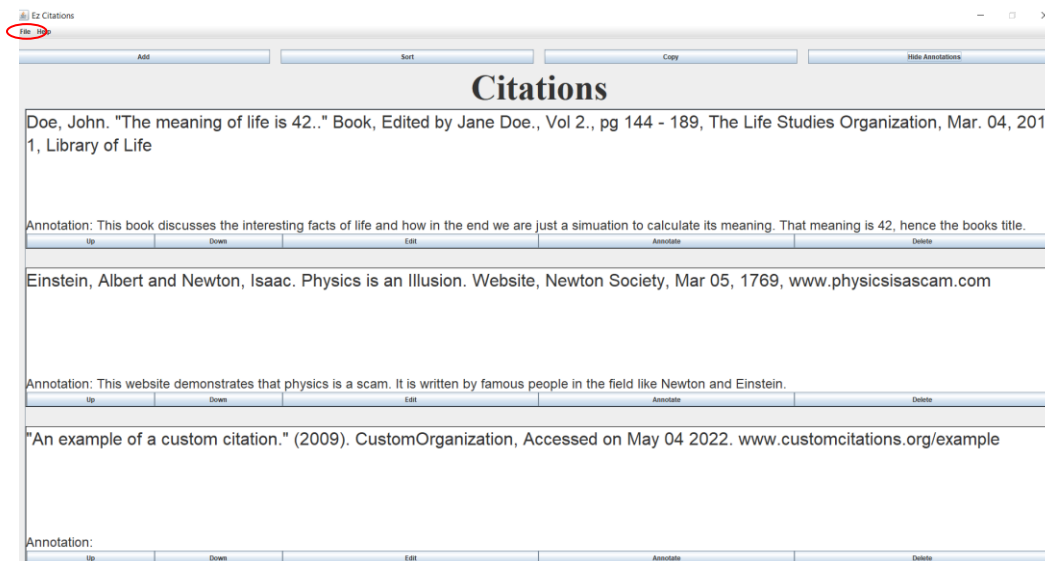 Ez Citations
File Help
Add Sort Copy Hide Annotations
Citations
Doe, John. "The meaning of life is 42.." Book, Edited by Jane Doe., Vol 2., pg 144 - 189, The Life Studies Organization, Mar. 04, 201
1, Library of Life
Annotation: This book discusses the interesting facts of life and how in the end we are just a simuation to calculate its meaning. That meaning is 42, hence the books title.
Up Down Edit Annotate Delete
Einstein, Albert and Newton, Isaac. Physics is an Illusion. Website, Newton Society, Mar 05, 1769, www.physicsisascam.com
Annotation: This website demonstrates that physics is a scam. It is written by famous people in the field like Newton and Einstein.
Up Down Edit Annotate Delete
"An example of a custom citation." (2009). CustomOrganization, Accessed on May 04 2022. www.customcitations.org/example
Annotation:
Up Down Edit Annotate Delete